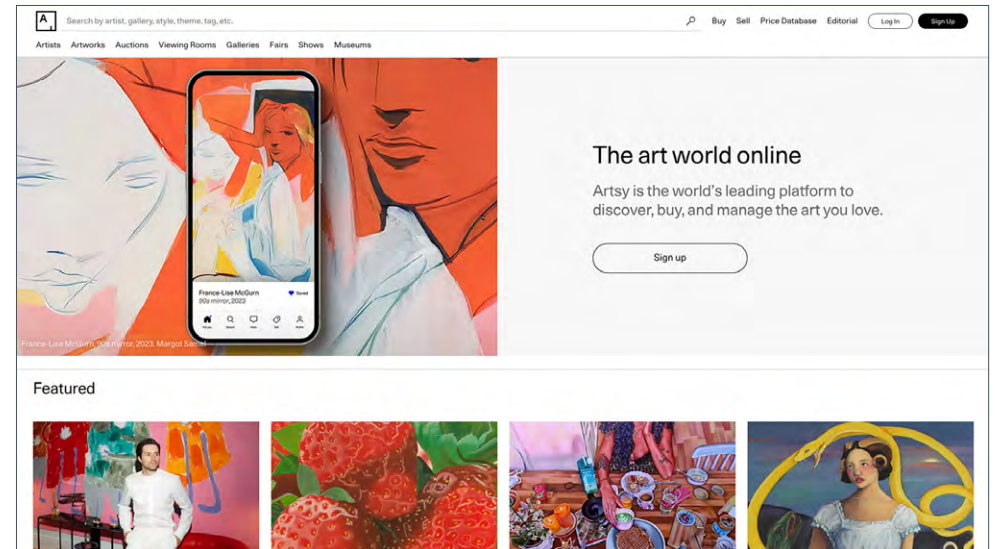 A
Search by artist, gallery, style, theme, tag, etc.
Buy Sell Price Database Editorial Log In Sign Up
Artists Artworks Auctions Viewing Rooms Galleries Fairs Shows Museums
The art world online
Artsy is the world's leading platform to
discover, buy, and manage the art you love.
Sign up
France-Lise McGurn Saved
90s mirror, 2023
Search Sell
France-Lise McGurn, 90s mirror, 2023. Margot Samel
Featured